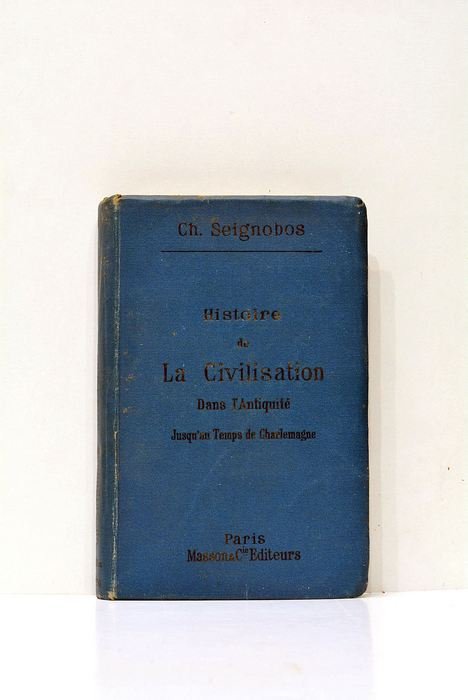 Ch. Seignobos
Histoire
de
La Civilisation
Dans l'Antiquité
Jusqu'au Temps de Charlemagne
Paris
Masson & Cie Editeurs